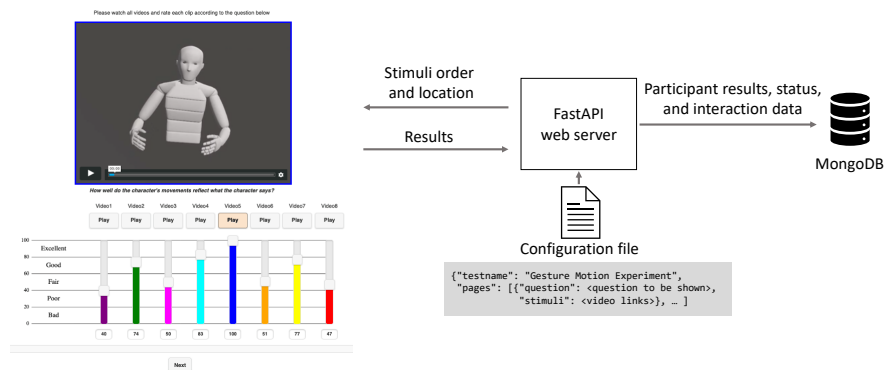 Please watch all videos and rate each clip according to the question below
00:00
How well do the character's movements reflect what the character says?
Video1 Video2 Video3 Video4 Video5 Video6 Video7 Video8
Play Play Play Play Play Play Play Play
100
Excellent
80
Good
60
Fair
40
Poor
20
Bad
0
40 74 50 83 100 51 77 47
Next
Stimuli order
and location
Results
FastAPI
web server
Participant results, status,
and interaction data
MongoDB
Configuration file
{"testname": "Gesture Motion Experiment",
"pages": [{"question": <question to be shown>,
"stimuli": <video links>}, … ]